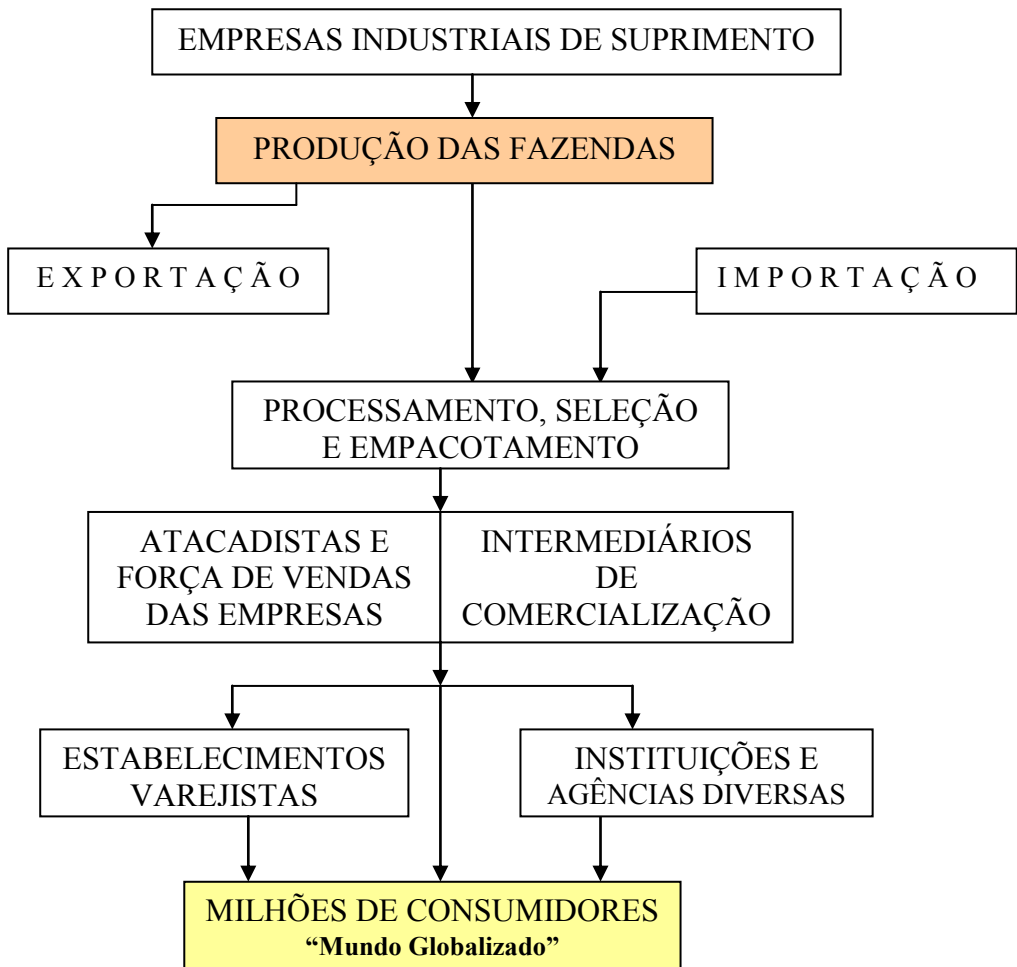 EMPRESAS INDUSTRIAIS DE SUPRIMENTO
PRODUÇÃO DAS FAZENDAS
E X P O R T A Ç Ã O
I M P O R T A Ç Ã O
PROCESSAMENTO, SELEÇÃO
E EMPACOTAMENTO
ATACADISTAS E
FORÇA DE VENDAS
DAS EMPRESAS
INTERMEDIÁRIOS
DE
COMERCIALIZAÇÃO
ESTABELECIMENTOS
VAREJISTAS
INSTITUIÇÕES E
AGÊNCIAS DIVERSAS
MILHÕES DE CONSUMIDORES
“Mundo Globalizado”